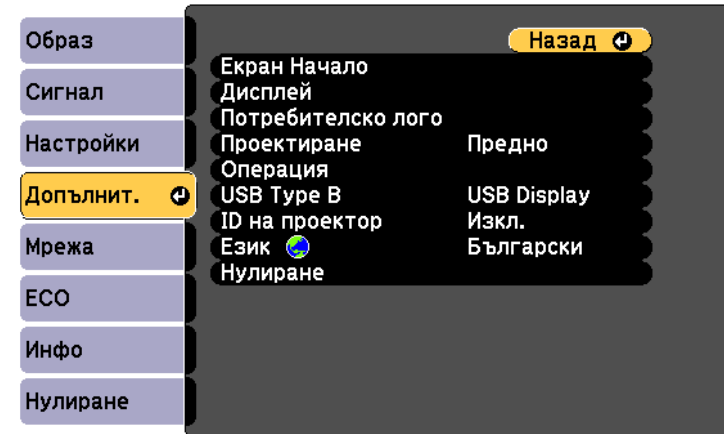 Образ
Сигнал
Настройки
Допълнит.
Мрежа
ECO
Инфо
Нулиране
Назад
Екран Начало
Дисплей
Потребителско лого
Проектиране Предно
Операция
USB Type B USB Display
ID на проектор Изкл.
Език Български
Нулиране